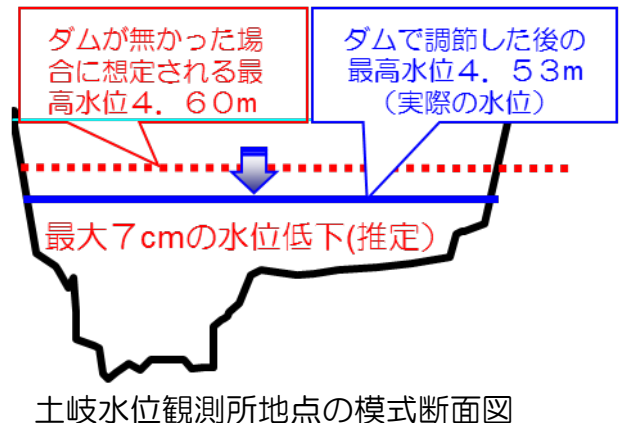 ダムが無かった場
合に想定される最
高水位４．６０m
ダムで調節した後の
最高水位４．５３m
（実際の水位）
最大７cmの水位低下(推定）
土岐水位観測所地点の模式断面図